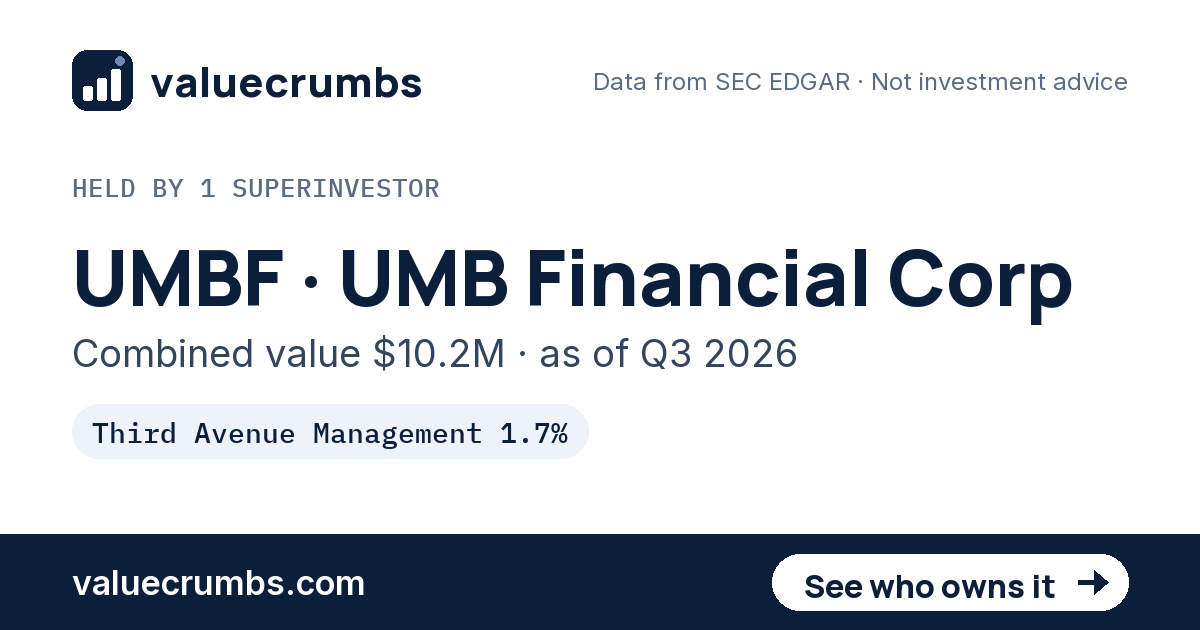 valuecrumbs
Data from SEC EDGAR · Not investment advice
HELD BY 1 SUPERINVESTOR
UMBF · UMB Financial Corp
Combined value $10.2M · as of Q3 2026
Third Avenue Management 1.7%
valuecrumbs.com
See who owns it →